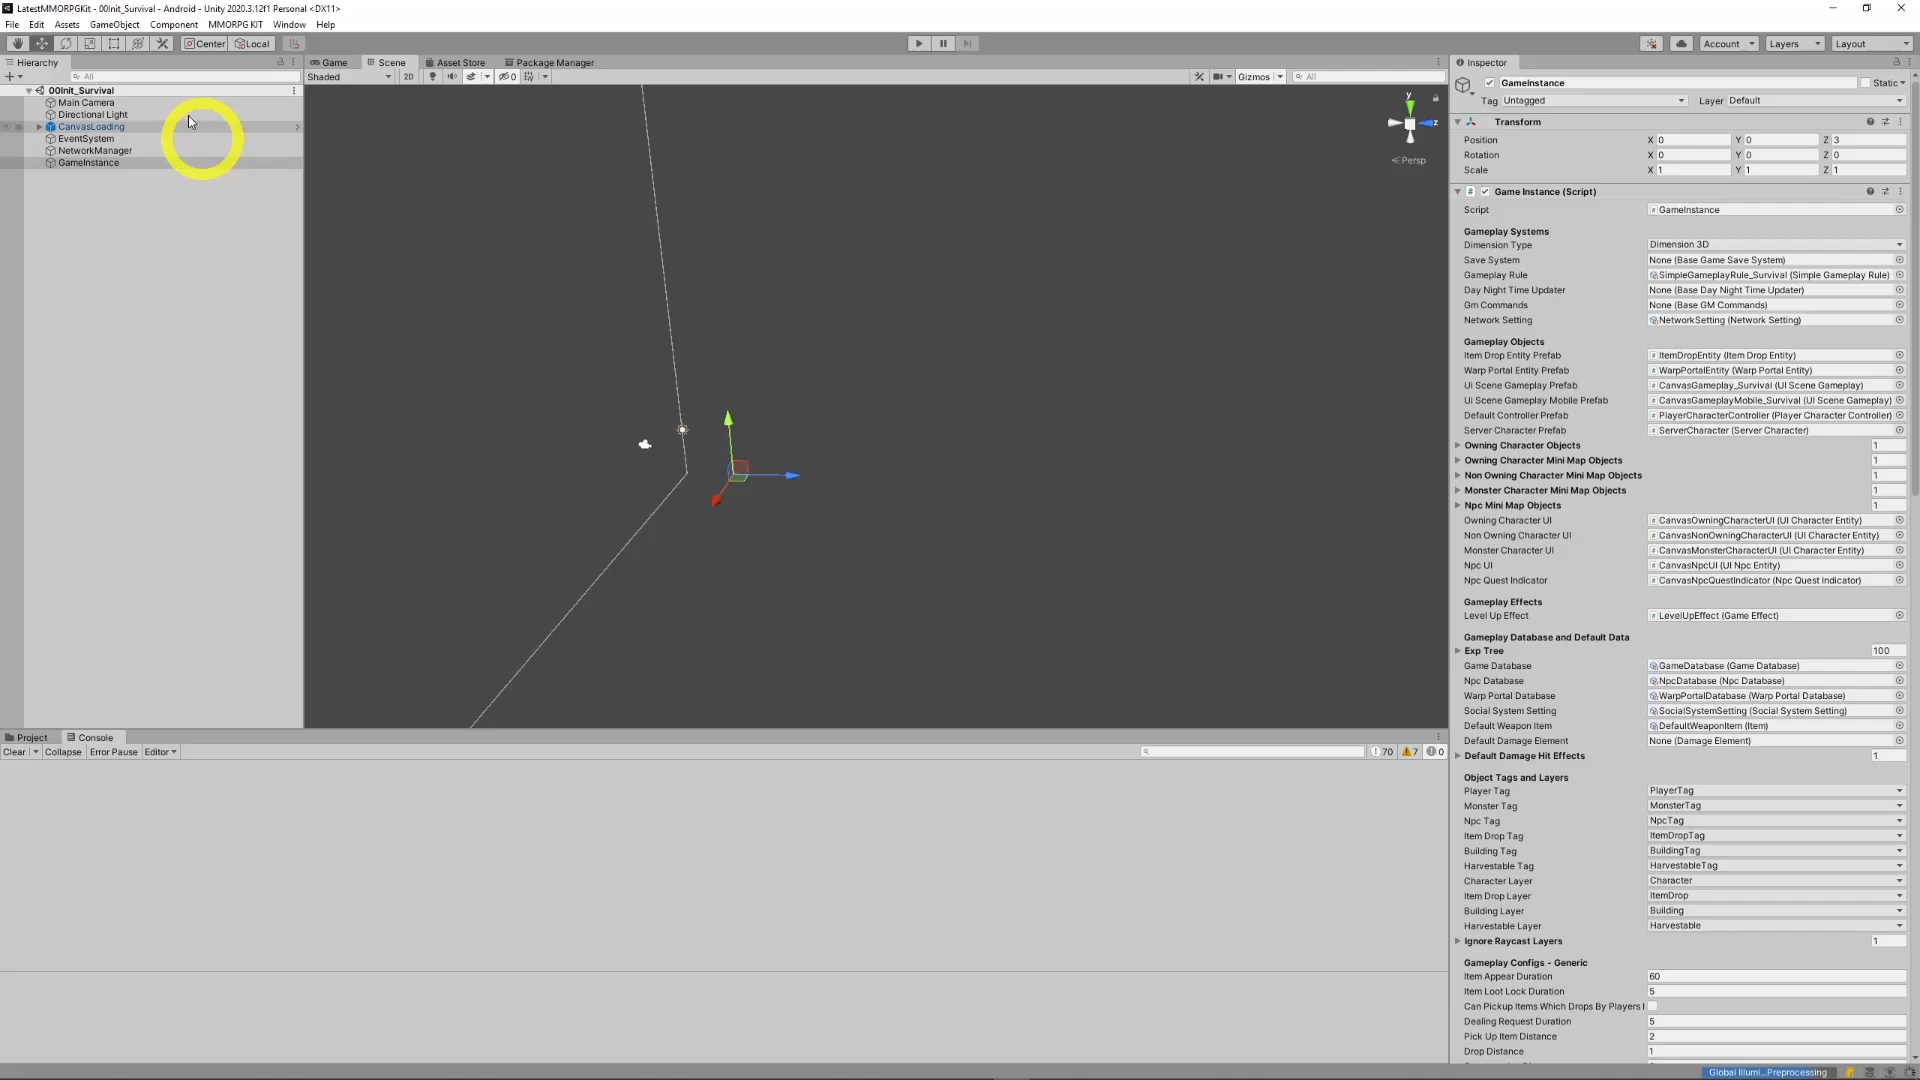 LatestMMORPGKit - 00Init_Survival - Android - Unity 2020.3.12f1 Personal <DX11>
File Edit Assets GameObject Component MMORPG KIT Window Help
Center Local Account Layers Layout
Hierarchy
All
00Init_Survival
Main Camera
Directional Light
CanvasLoading
EventSystem
NetworkManager
GameInstance
Game Scene Asset Store Package Manager
Shaded 2D 0 Gizmos All
y
z
Persp
Inspector
GameInstance Static
Tag Untagged Layer Default
Transform
Position X 0 Y 0 Z 3
Rotation X 0 Y 0 Z 0
Scale X 1 Y 1 Z 1
Game Instance (Script)
Script GameInstance
Gameplay Systems
Dimension Type Dimension 3D
Save System None (Base Game Save System)
Gameplay Rule SimpleGameplayRule_Survival (Simple Gameplay Rule)
Day Night Time Updater None (Base Day Night Time Updater)
Gm Commands None (Base GM Commands)
Network Setting NetworkSetting (Network Setting)
Gameplay Objects
Item Drop Entity Prefab ItemDropEntity (Item Drop Entity)
Warp Portal Entity Prefab WarpPortalEntity (Warp Portal Entity)
Ui Scene Gameplay Prefab CanvasGameplay_Survival (UI Scene Gameplay)
Ui Scene Gameplay Mobile Prefab CanvasGameplayMobile_Survival (UI Scene Gameplay)
Default Controller Prefab PlayerCharacterController (Player Character Controller)
Server Character Prefab ServerCharacter (Server Character)
Owning Character Objects 1
Owning Character Mini Map Objects 1
Non Owning Character Mini Map Objects 1
Monster Character Mini Map Objects 1
Npc Mini Map Objects 1
Owning Character UI CanvasOwningCharacterUI (UI Character Entity)
Non Owning Character UI CanvasNonOwningCharacterUI (UI Character Entity)
Monster Character UI CanvasMonsterCharacterUI (UI Character Entity)
Npc UI CanvasNpcUI (UI Npc Entity)
Npc Quest Indicator CanvasNpcQuestIndicator (Npc Quest Indicator)
Gameplay Effects
Level Up Effect LevelUpEffect (Game Effect)
Gameplay Database and Default Data
Exp Tree 100
Game Database GameDatabase (Game Database)
Npc Database NpcDatabase (Npc Database)
Warp Portal Database WarpPortalDatabase (Warp Portal Database)
Social System Setting SocialSystemSetting (Social System Setting)
Default Weapon Item DefaultWeaponItem (Item)
Default Damage Element None (Damage Element)
Default Damage Hit Effects 1
Object Tags and Layers
Player Tag PlayerTag
Monster Tag MonsterTag
Npc Tag NpcTag
Item Drop Tag ItemDropTag
Building Tag BuildingTag
Harvestable Tag HarvestableTag
Character Layer Character
Item Drop Layer ItemDrop
Building Layer Building
Harvestable Layer Harvestable
Ignore Raycast Layers 1
Gameplay Configs - Generic
Item Appear Duration 60
Item Loot Lock Duration 5
Can Pickup Items Which Drops By Players I
Dealing Request Duration 5
Pick Up Item Distance 2
Drop Distance 1
Project Console
Clear Collapse Error Pause Editor 70 7 0
Global Illumi...Preprocessing